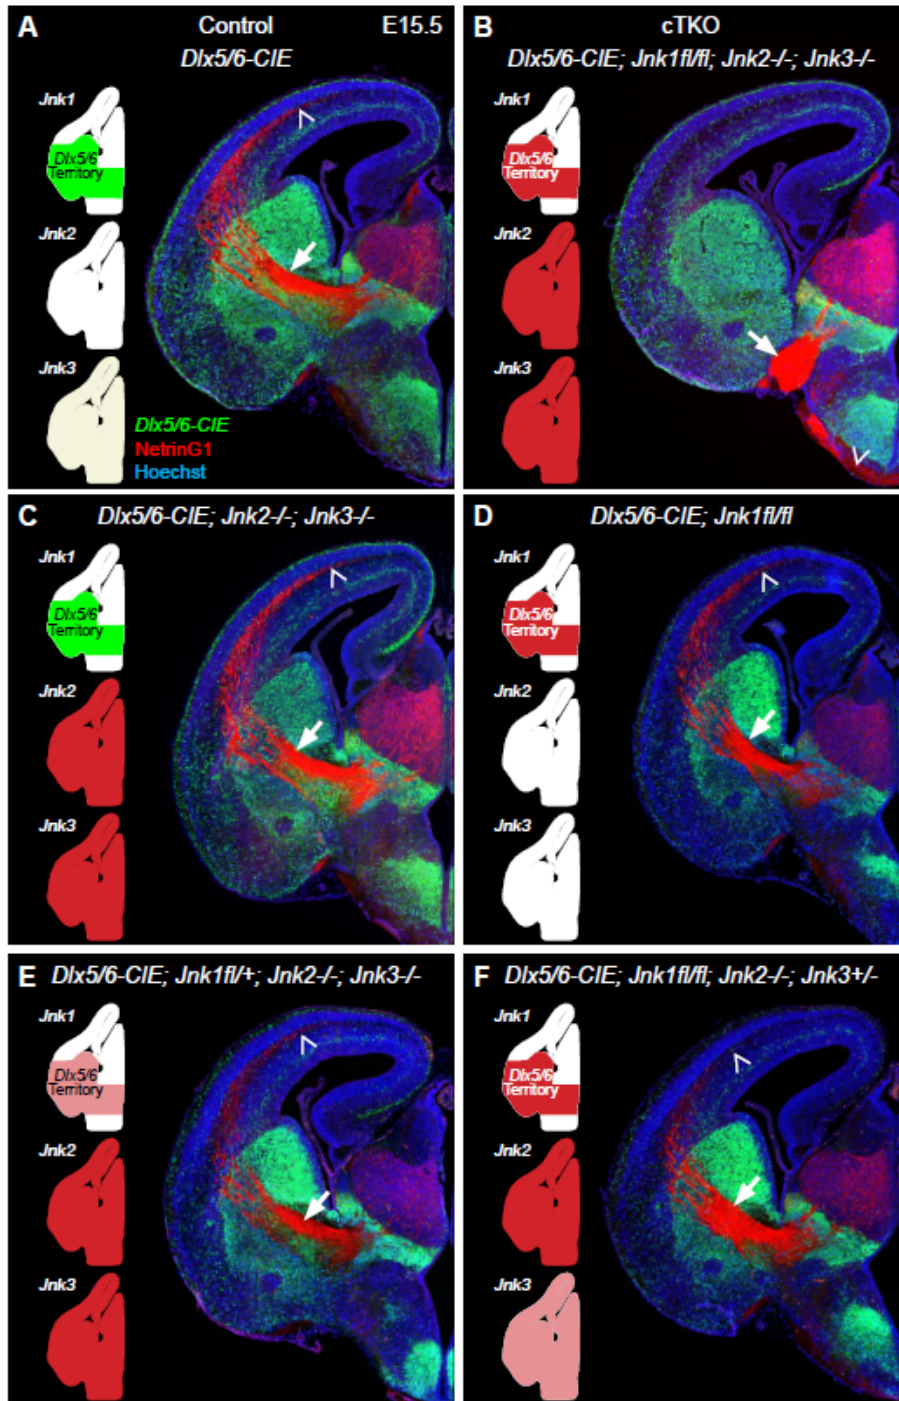 A Control E15.5
Dlx5/6-CIE
Jnk1
Dlx5/6
Territory
Jnk2
Jnk3
Dlx5/6-CIE
NetrinG1
Hoechst
B cTKO
Dlx5/6-CIE; Jnk1fl/fl; Jnk2-/-; Jnk3-/-
Jnk1
Dlx5/6
Territory
Jnk2
Jnk3
C Dlx5/6-CIE; Jnk2-/-; Jnk3-/-
Jnk1
Dlx5/6
Territory
Jnk2
Jnk3
D Dlx5/6-CIE; Jnk1fl/fl
Jnk1
Dlx5/6
Territory
Jnk2
Jnk3
E Dlx5/6-CIE; Jnk1fl/+; Jnk2-/-; Jnk3-/-
Jnk1
Dlx5/6
Territory
Jnk2
Jnk3
F Dlx5/6-CIE; Jnk1fl/fl; Jnk2-/-; Jnk3+/-
Jnk1
Dlx5/6
Territory
Jnk2
Jnk3